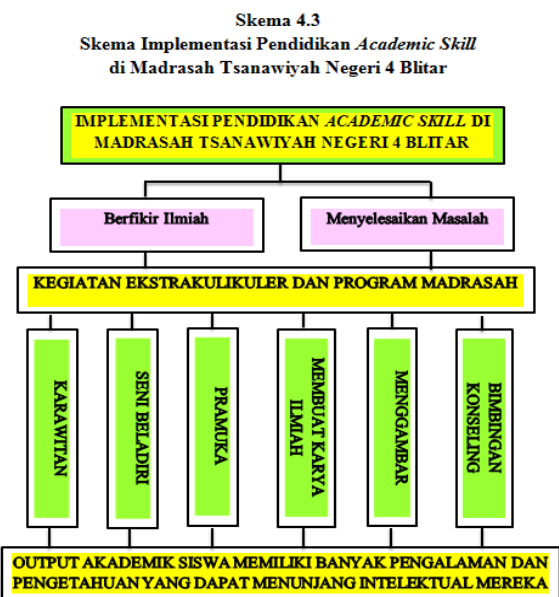 Skema 4.3
Skema Implementasi Pendidikan Academic Skill
di Madrasah Tsanawiyah Negeri 4 Blitar
IMPLEMENTASI PENDIDIKAN ACADEMIC SKILL DI
MADRASAH TSANAWIYAH NEGERI 4 BLITAR
Berfikir Ilmiah
Menyelesaikan Masalah
KEGIATAN EKSTRAKULIKULER DAN PROGRAM MADRASAH
KARAWITAN
SENI BELADIRI
PRAMUKA
MEMBUAT KARYA
ILMIAH
MENGGAMBAR
BIMBINGAN
KONSELING
OUTPUT AKADEMIK SISWA MEMILIKI BANYAK PENGALAMAN DAN
PENGETAHUAN YANG DAPAT MENUNJANG INTELEKTUAL MEREKA